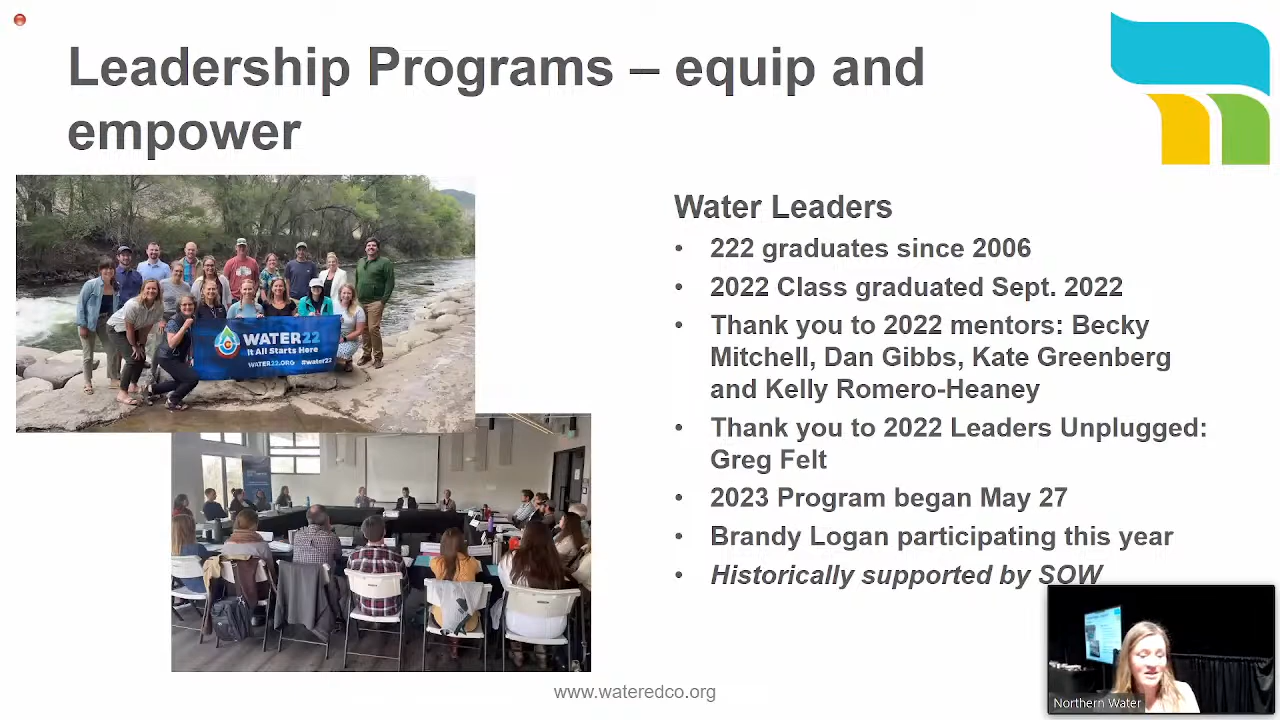 Leadership Programs – equip and
empower
Water Leaders
• 222 graduates since 2006
• 2022 Class graduated Sept. 2022
• Thank you to 2022 mentors: Becky
Mitchell, Dan Gibbs, Kate Greenberg
and Kelly Romero-Heaney
• Thank you to 2022 Leaders Unplugged:
Greg Felt
• 2023 Program began May 27
• Brandy Logan participating this year
• Historically supported by SOW
WATER22
It All Starts Here
WATER22.ORG #water22
www.wateredco.org
Northern Water